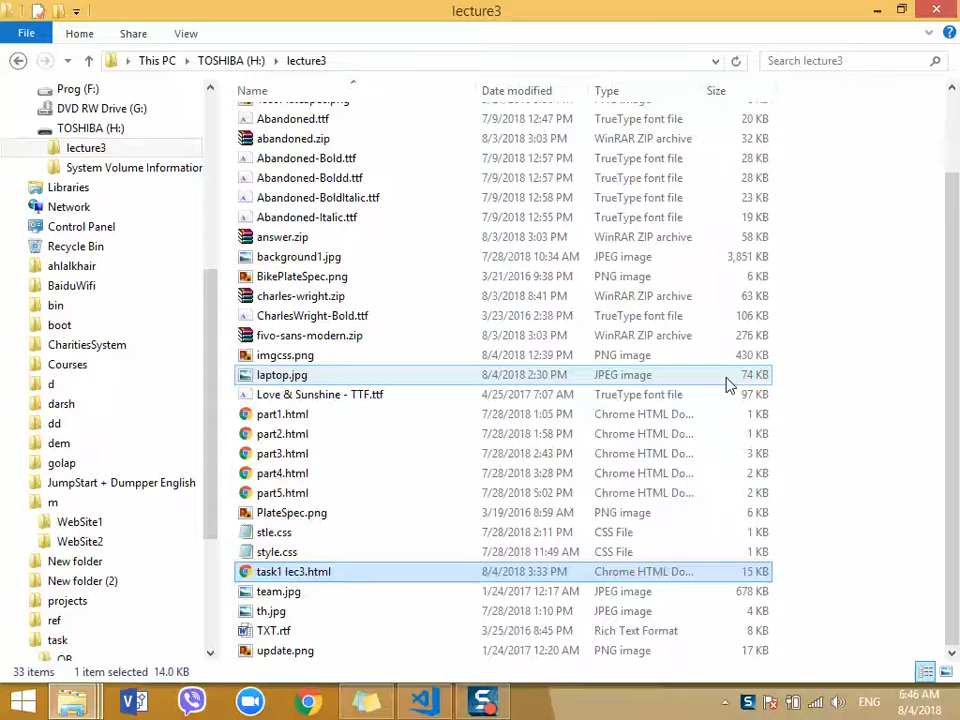 lecture3
File Home Share View
This PC TOSHIBA (H:) lecture3 Search lecture3
Prog (F:)
DVD RW Drive (G:)
TOSHIBA (H:)
lecture3
System Volume Information
Libraries
Network
Control Panel
Recycle Bin
ahlalkhair
BaiduWifi
bin
boot
CharitiesSystem
Courses
d
darsh
dd
dem
golap
JumpStart + Dumpper English
m
WebSite1
WebSite2
New folder
New folder (2)
projects
ref
task
Name Date modified Type Size
Abandoned.ttf 7/9/2018 12:47 PM TrueType font file 20 KB
abandoned.zip 8/3/2018 3:03 PM WinRAR ZIP archive 32 KB
Abandoned-Bold.ttf 7/9/2018 12:57 PM TrueType font file 28 KB
Abandoned-Boldd.ttf 7/9/2018 12:57 PM TrueType font file 28 KB
Abandoned-BoldItalic.ttf 7/9/2018 12:58 PM TrueType font file 23 KB
Abandoned-Italic.ttf 7/9/2018 12:55 PM TrueType font file 19 KB
answer.zip 8/3/2018 3:03 PM WinRAR ZIP archive 58 KB
background1.jpg 7/28/2018 10:34 AM JPEG image 3,851 KB
BikePlateSpec.png 3/21/2016 9:38 PM PNG image 6 KB
charles-wright.zip 8/3/2018 8:41 PM WinRAR ZIP archive 63 KB
CharlesWright-Bold.ttf 3/23/2016 2:38 PM TrueType font file 106 KB
fivo-sans-modern.zip 8/3/2018 3:03 PM WinRAR ZIP archive 276 KB
imgcss.png 8/4/2018 12:39 PM PNG image 430 KB
laptop.jpg 8/4/2018 2:30 PM JPEG image 74 KB
Love & Sunshine - TTF.ttf 4/25/2017 7:07 AM TrueType font file 97 KB
part1.html 7/28/2018 1:05 PM Chrome HTML Do... 1 KB
part2.html 7/28/2018 1:58 PM Chrome HTML Do... 1 KB
part3.html 7/28/2018 2:43 PM Chrome HTML Do... 3 KB
part4.html 7/28/2018 3:28 PM Chrome HTML Do... 2 KB
part5.html 7/28/2018 5:02 PM Chrome HTML Do... 2 KB
PlateSpec.png 3/19/2016 8:59 AM PNG image 6 KB
stle.css 7/28/2018 2:11 PM CSS File 2 KB
style.css 7/28/2018 11:49 AM CSS File 2 KB
task1 lec3.html 8/4/2018 3:33 PM Chrome HTML Do... 15 KB
team.jpg 1/24/2017 12:17 AM JPEG image 678 KB
th.jpg 7/28/2018 1:10 PM JPEG image 4 KB
TXT.rtf 3/25/2016 8:45 PM Rich Text Format 8 KB
update.png 1/24/2017 12:20 AM PNG image 17 KB
33 items 1 item selected 14.0 KB
ENG 6:46 AM
8/4/2018